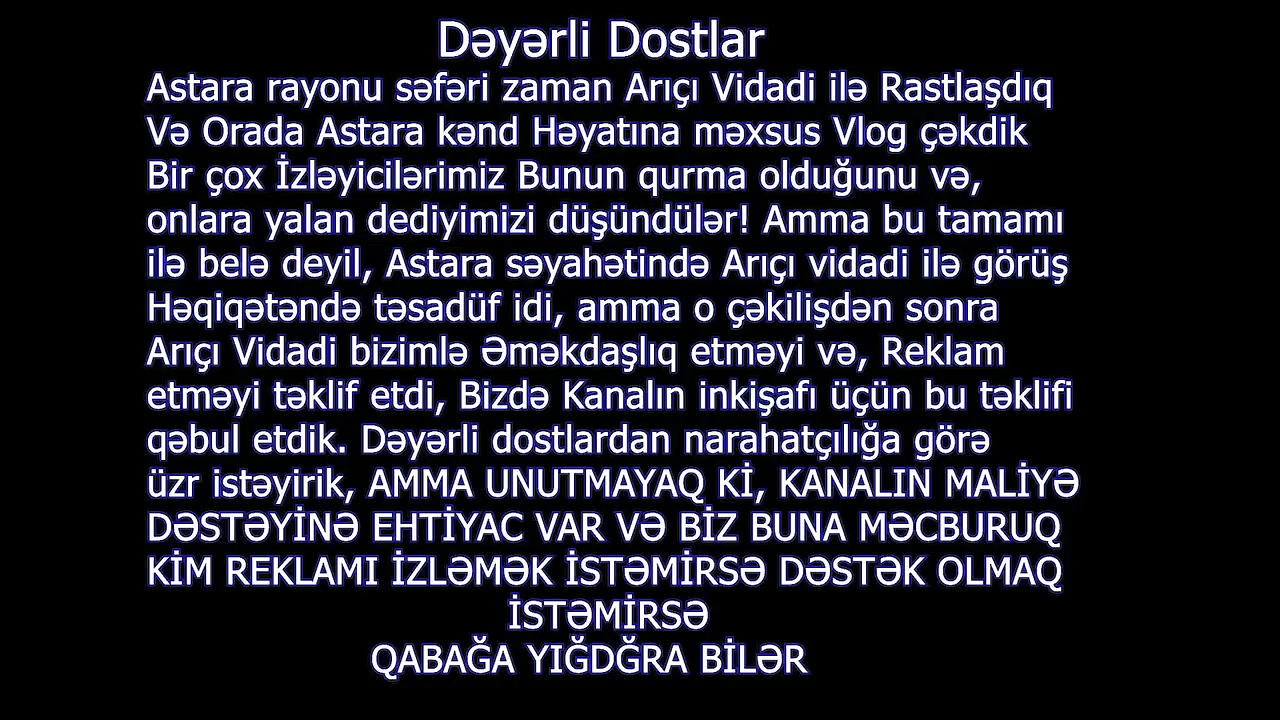 Dəyərli Dostlar
Astara rayonu səfəri zaman Arıçı Vidadi ilə Rastlaşdıq
Və Orada Astara kənd Həyatına məxsus Vlog çəkdik
Bir çox İzləyicilərimiz Bunun qurma olduğunu və,
onlara yalan dediyimizi düşündülər! Amma bu tamamı
ilə belə deyil, Astara səyahətində Arıçı vidadi ilə görüş
Həqiqətəndə təsadüf idi, amma o çəkilişdən sonra
Arıçı Vidadi bizimlə Əməkdaşlıq etməyi və, Reklam
etməyi təklif etdi, Bizdə Kanalın inkişafı üçün bu təklifi
qəbul etdik. Dəyərli dostlardan narahatçılığa görə
üzr istəyirik, AMMA UNUTMAYAQ Kİ, KANALIN MALİYƏ
DƏSTƏYİNƏ EHTİYAC VAR VƏ BİZ BUNA MƏCBURUQ
KİM REKLAMI İZLƏMƏK İSTƏMİRSƏ DƏSTƏK OLMAQ
İSTƏMİRSƏ
QABAĞA YIĞDĞRA BİLƏR